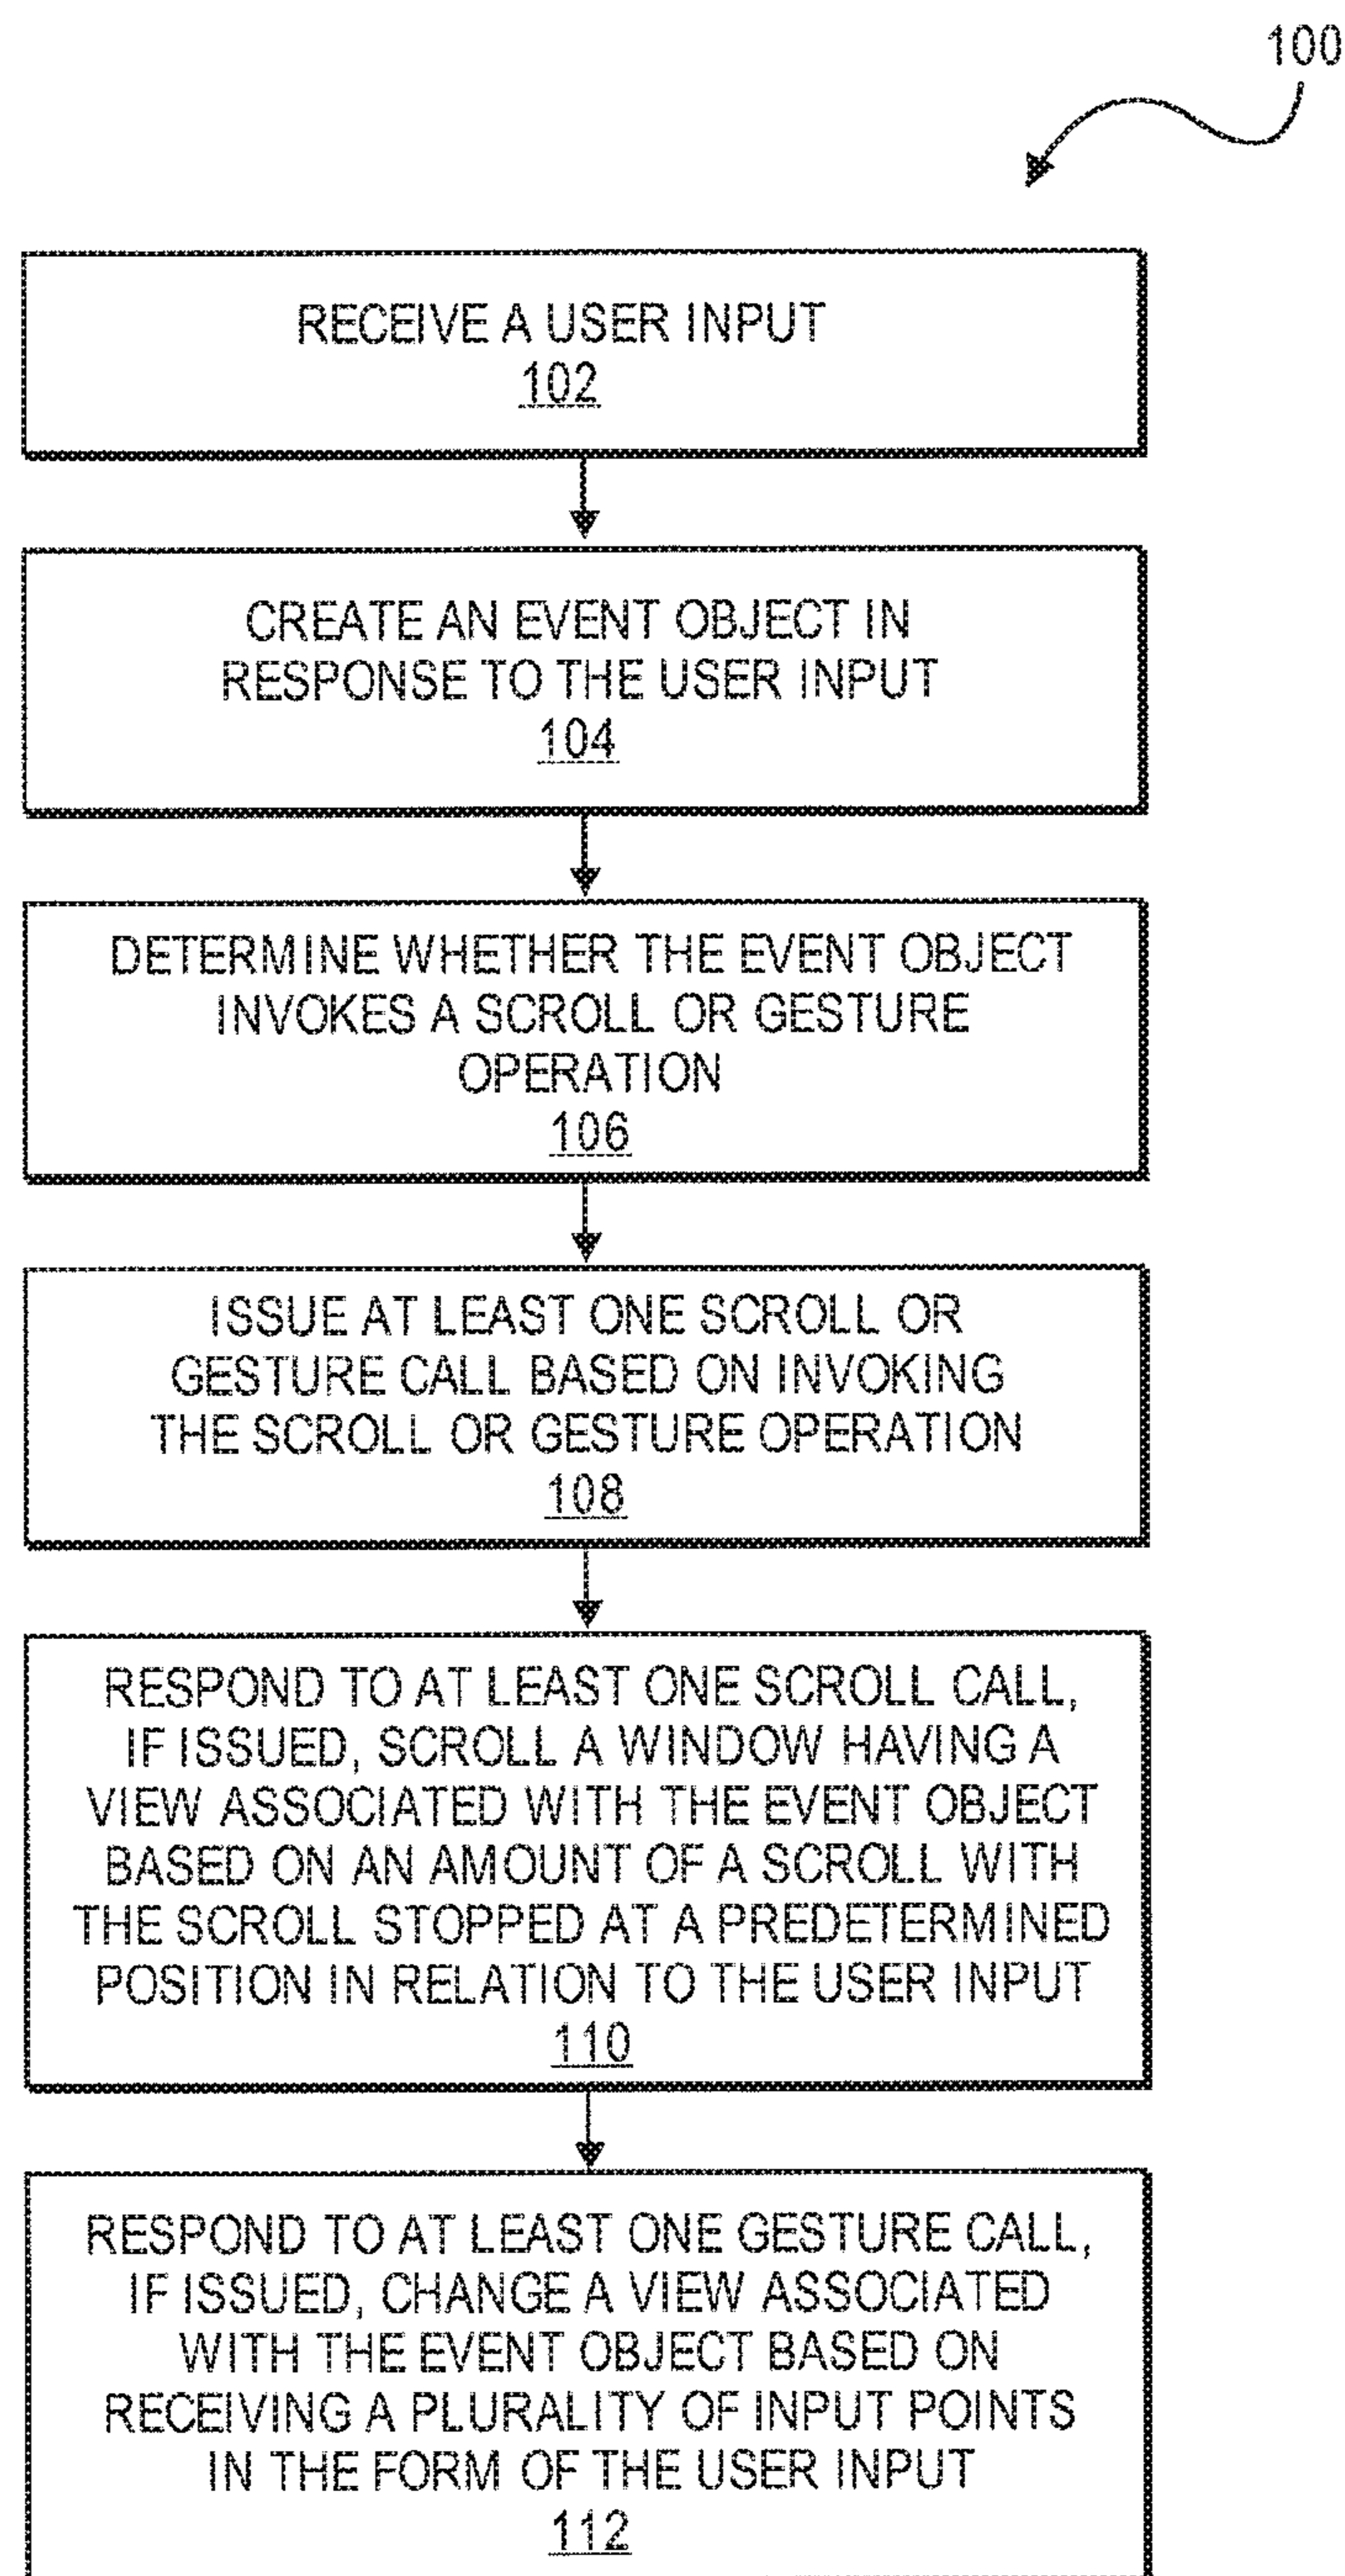 100
RECEIVE A USER INPUT
102
CREATE AN EVENT OBJECT IN
RESPONSE TO THE USER INPUT
104
DETERMINE WHETHER THE EVENT OBJECT
INVOKES A SCROLL OR GESTURE
OPERATION
106
ISSUE AT LEAST ONE SCROLL OR
GESTURE CALL BASED ON INVOKING
THE SCROLL OR GESTURE OPERATION
108
RESPOND TO AT LEAST ONE SCROLL CALL,
IF ISSUED, SCROLL A WINDOW HAVING A
VIEW ASSOCIATED WITH THE EVENT OBJECT
BASED ON AN AMOUNT OF A SCROLL WITH
THE SCROLL STOPPED AT A PREDETERMINED
POSITION IN RELATION TO THE USER INPUT
110
RESPOND TO AT LEAST ONE GESTURE CALL,
IF ISSUED, CHANGE A VIEW ASSOCIATED
WITH THE EVENT OBJECT BASED ON
RECEIVING A PLURALITY OF INPUT POINTS
IN THE FORM OF THE USER INPUT
112